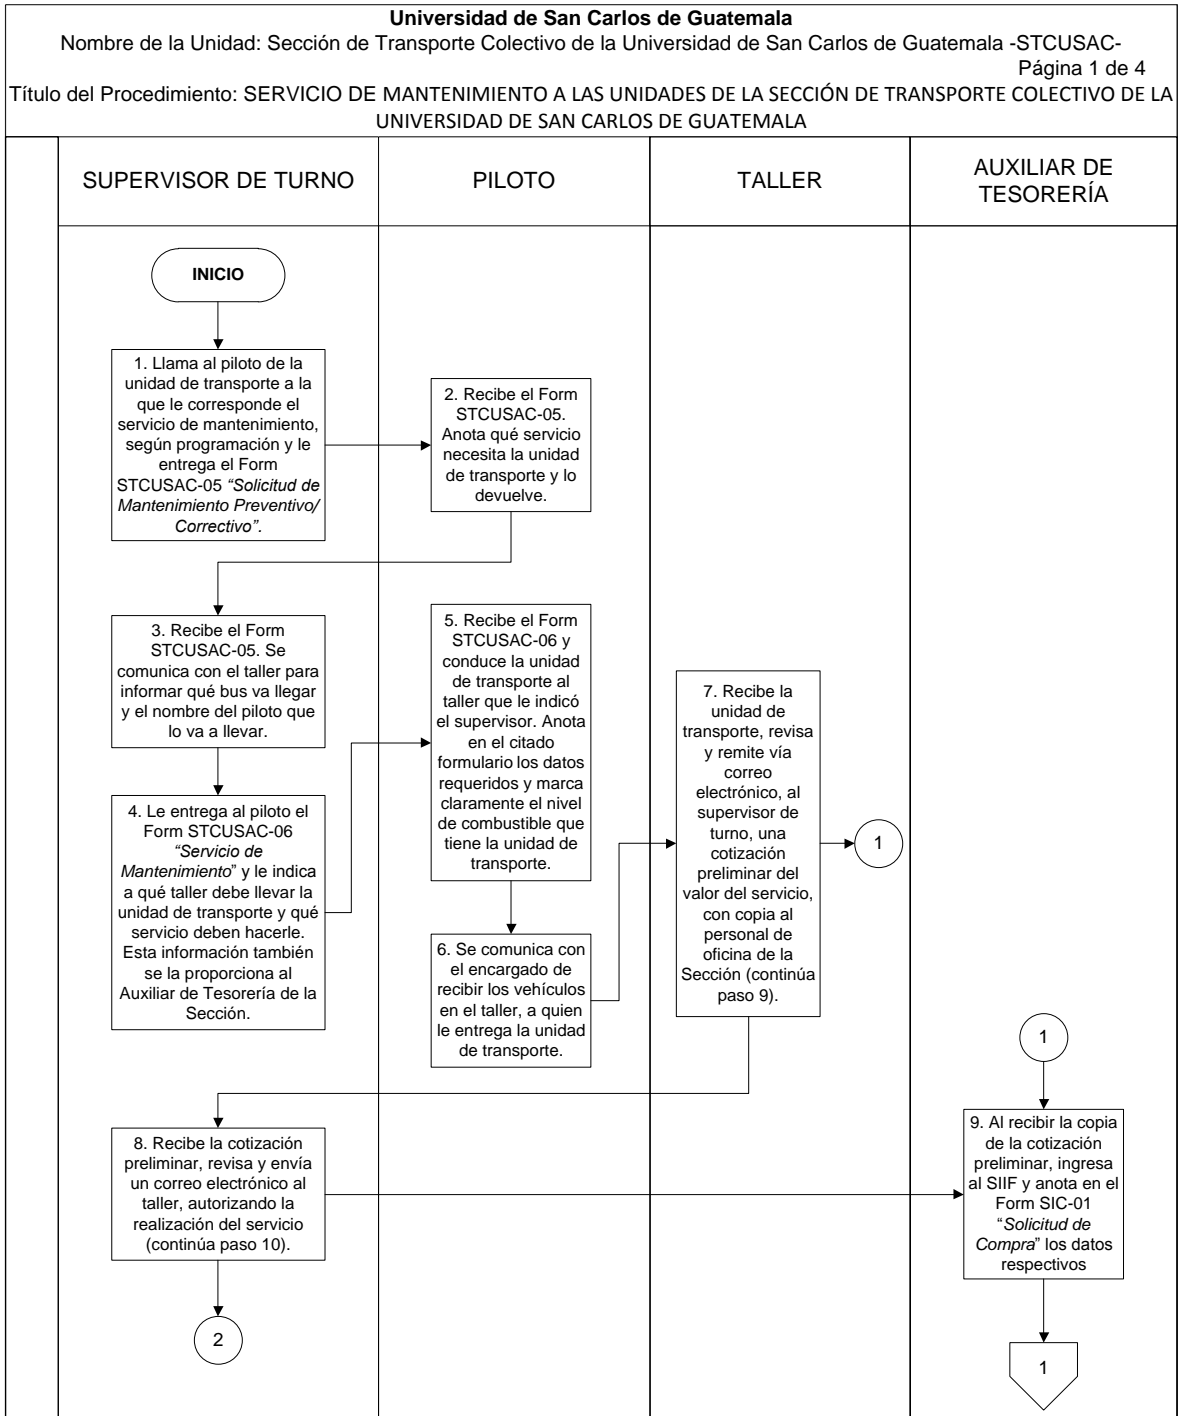 Universidad de San Carlos de Guatemala
Nombre de la Unidad: Sección de Transporte Colectivo de la Universidad de San Carlos de Guatemala -STCUSAC-
Página 1 de 4
Título del Procedimiento: SERVICIO DE MANTENIMIENTO A LAS UNIDADES DE LA SECCIÓN DE TRANSPORTE COLECTIVO DE LA
UNIVERSIDAD DE SAN CARLOS DE GUATEMALA
SUPERVISOR DE TURNO
PILOTO
TALLER
AUXILIAR DE
TESORERÍA
INICIO
1. Llama al piloto de la
unidad de transporte a la
que le corresponde el
servicio de mantenimiento,
según programación y le
entrega el Form
STCUSAC-05 “Solicitud de
Mantenimiento Preventivo/
Correctivo”.
2. Recibe el Form
STCUSAC-05.
Anota qué servicio
necesita la unidad
de transporte y lo
devuelve.
3. Recibe el Form
STCUSAC-05. Se
comunica con el taller para
informar qué bus va llegar
y el nombre del piloto que
lo va a llevar.
4. Le entrega al piloto el
Form STCUSAC-06
“Servicio de
Mantenimiento” y le indica
a qué taller debe llevar la
unidad de transporte y qué
servicio deben hacerle.
Esta información también
se la proporciona al
Auxiliar de Tesorería de la
Sección.
5. Recibe el Form
STCUSAC-06 y
conduce la unidad
de transporte al
taller que le indicó
el supervisor. Anota
en el citado
formulario los datos
requeridos y marca
claramente el nivel
de combustible que
tiene la unidad de
transporte.
6. Se comunica con
el encargado de
recibir los vehículos
en el taller, a quien
le entrega la unidad
de transporte.
7. Recibe la
unidad de
transporte, revisa
y remite vía
correo
electrónico, al
supervisor de
turno, una
cotización
preliminar del
valor del servicio,
con copia al
personal de
oficina de la
Sección (continúa
paso 9).
1
8. Recibe la cotización
preliminar, revisa y envía
un correo electrónico al
taller, autorizando la
realización del servicio
(continúa paso 10).
2
1
9. Al recibir la copia
de la cotización
preliminar, ingresa
al SIIF y anota en el
Form SIC-01
“Solicitud de
Compra” los datos
respectivos
1